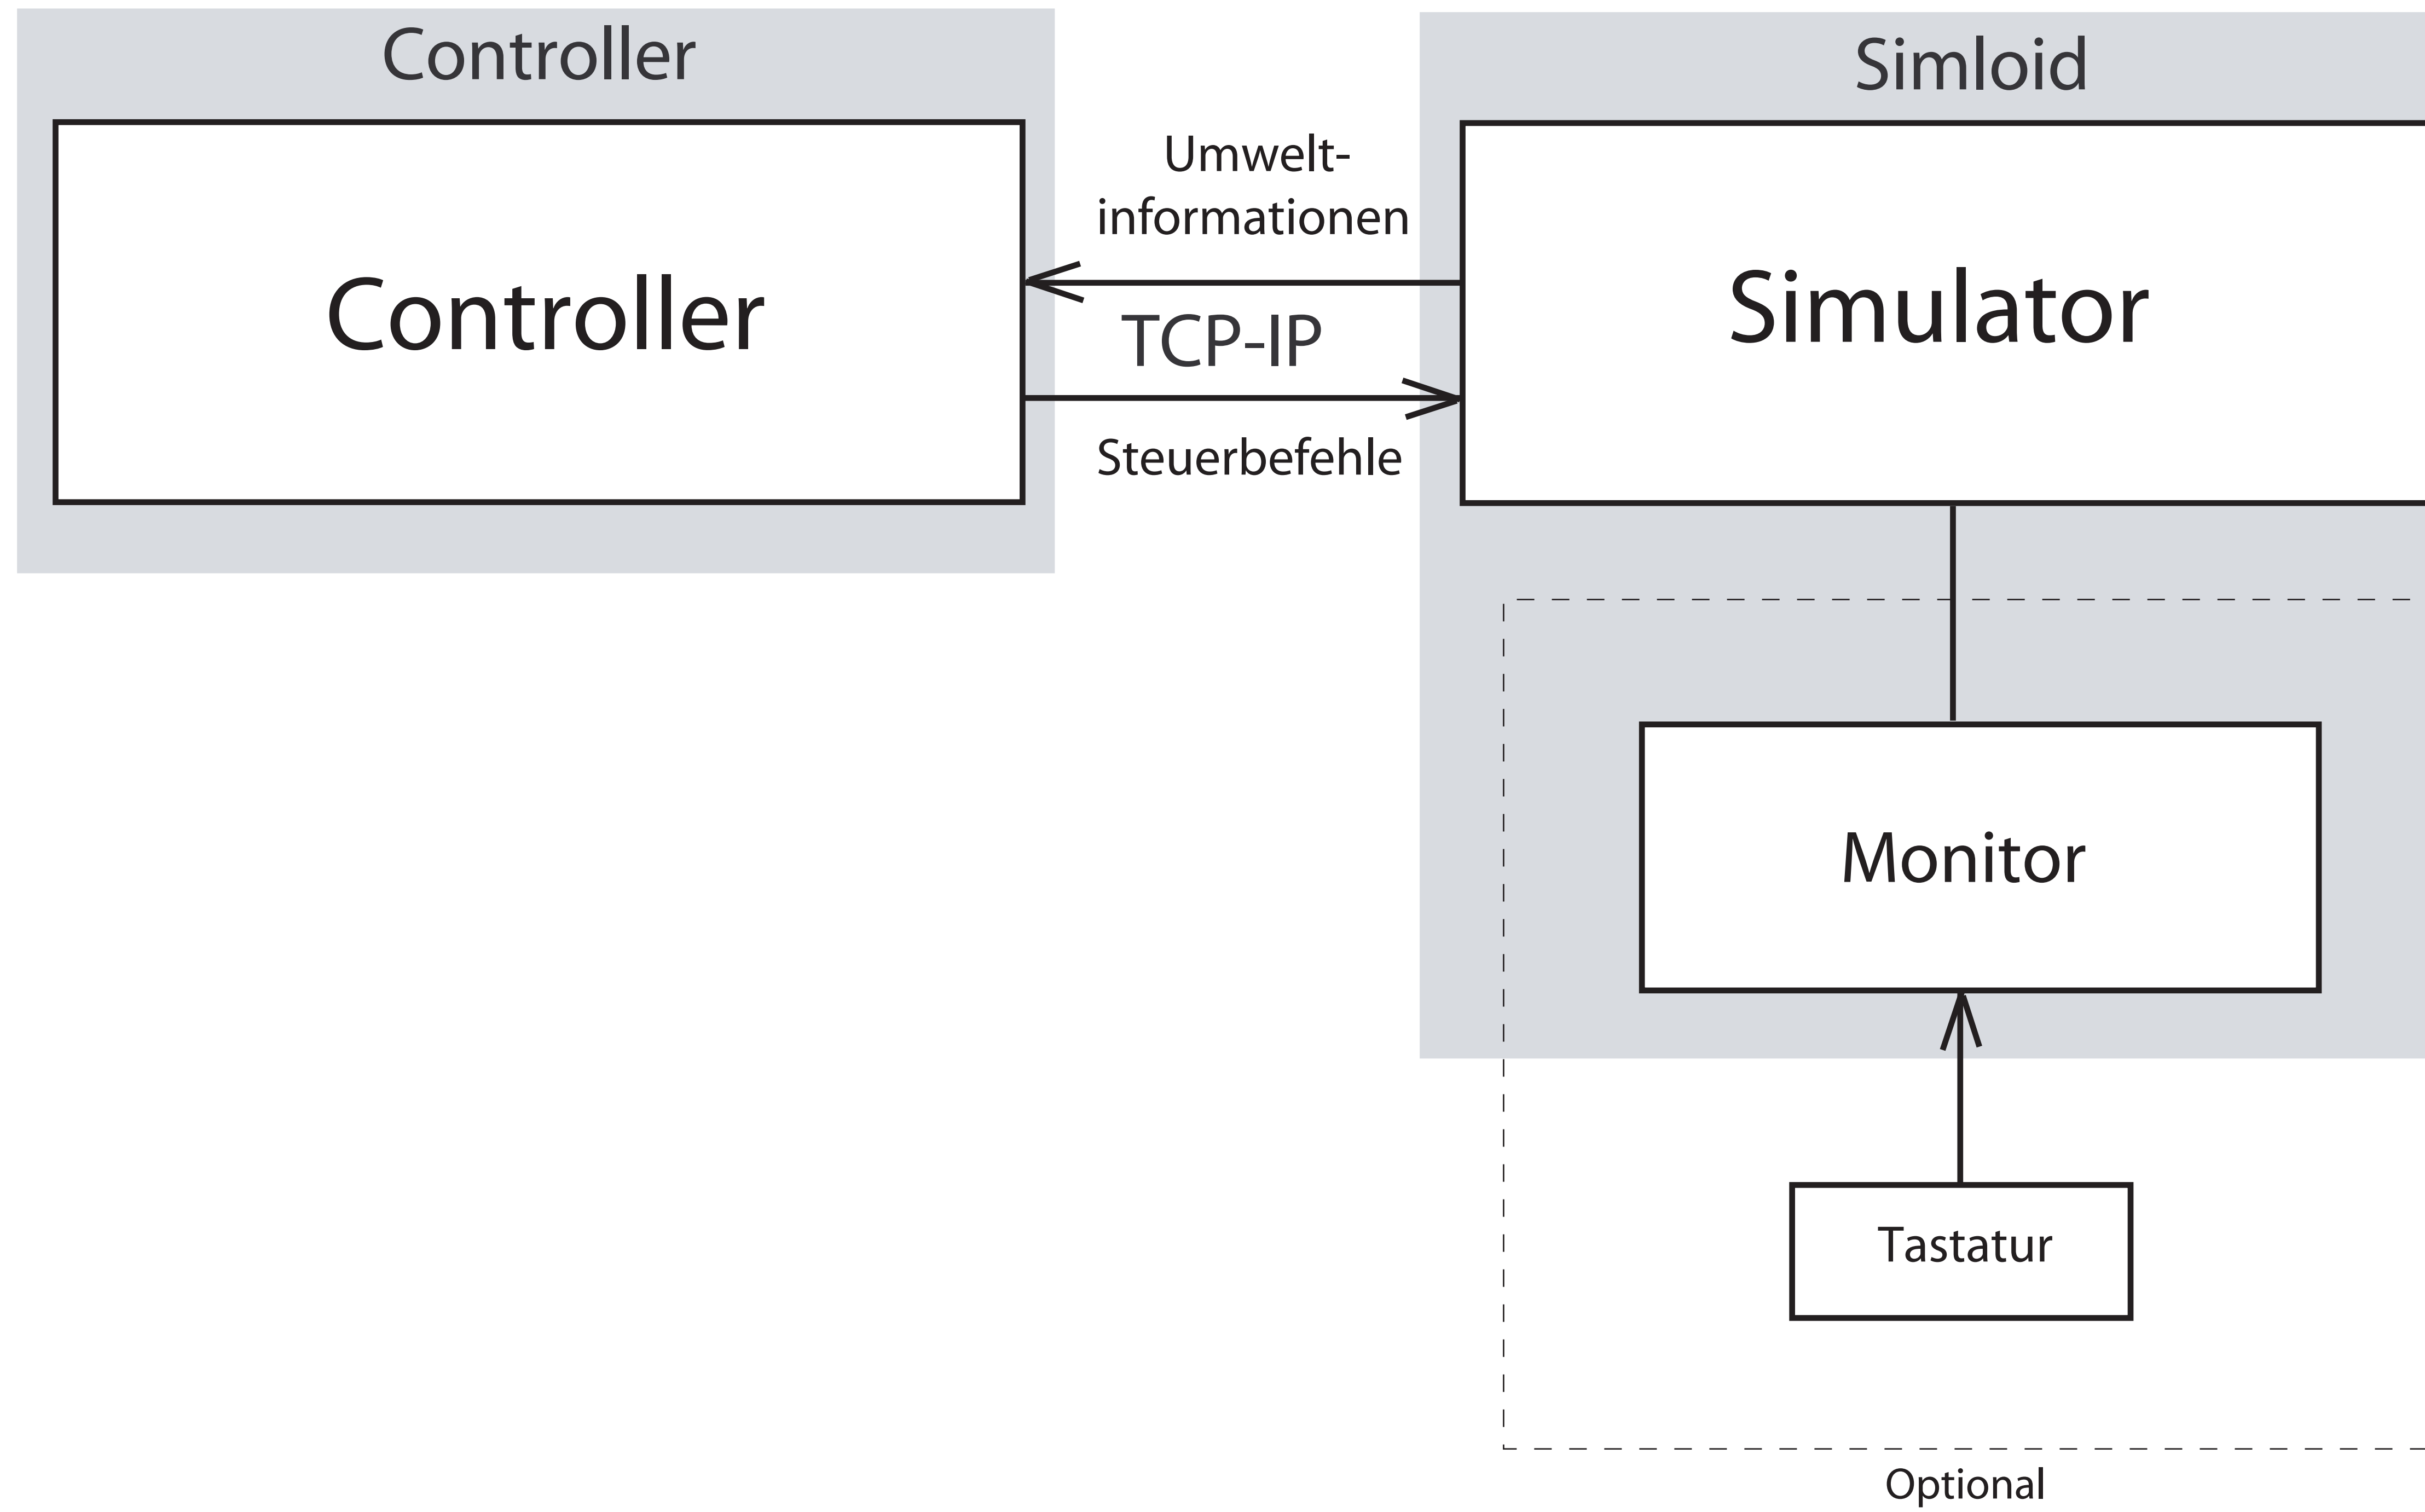 Controller
Simloid
Umwelt-
informationen
Controller
TCP-IP
Simulator
Steuerbefehle
Monitor
Tastatur
Optional